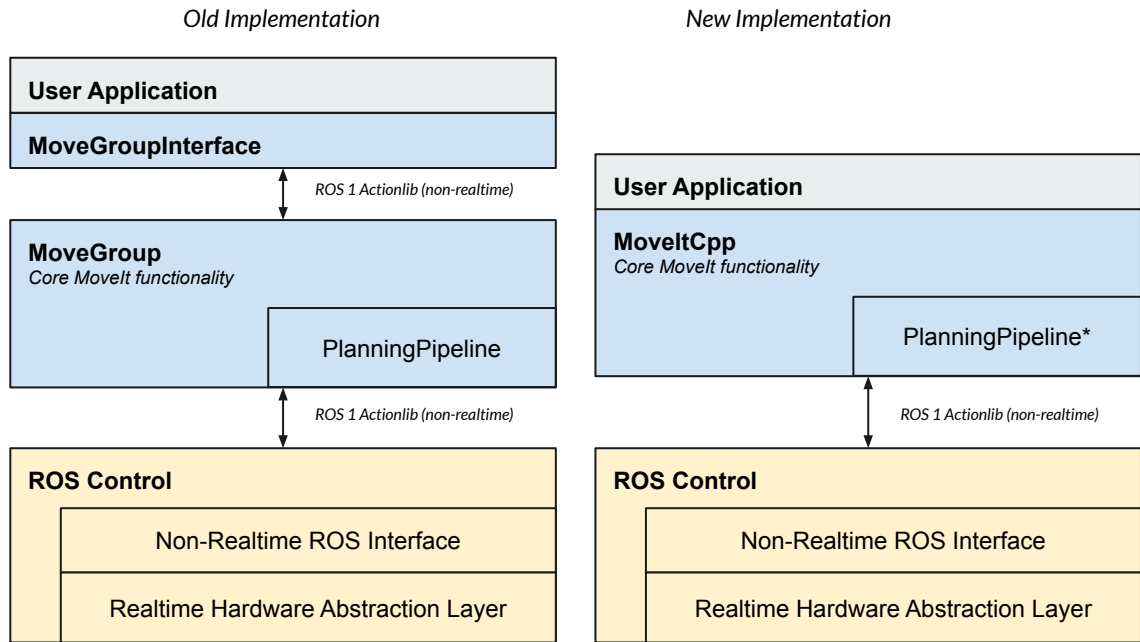 Old Implementation
User Application
MoveGroupInterface
ROS 1 Actionlib (non-realtime)
MoveGroup
Core MoveIt functionality
PlanningPipeline
ROS 1 Actionlib (non-realtime)
ROS Control
Non-Realtime ROS Interface
Realtime Hardware Abstraction Layer
New Implementation
User Application
MoveItCpp
Core MoveIt functionality
PlanningPipeline*
ROS 1 Actionlib (non-realtime)
ROS Control
Non-Realtime ROS Interface
Realtime Hardware Abstraction Layer